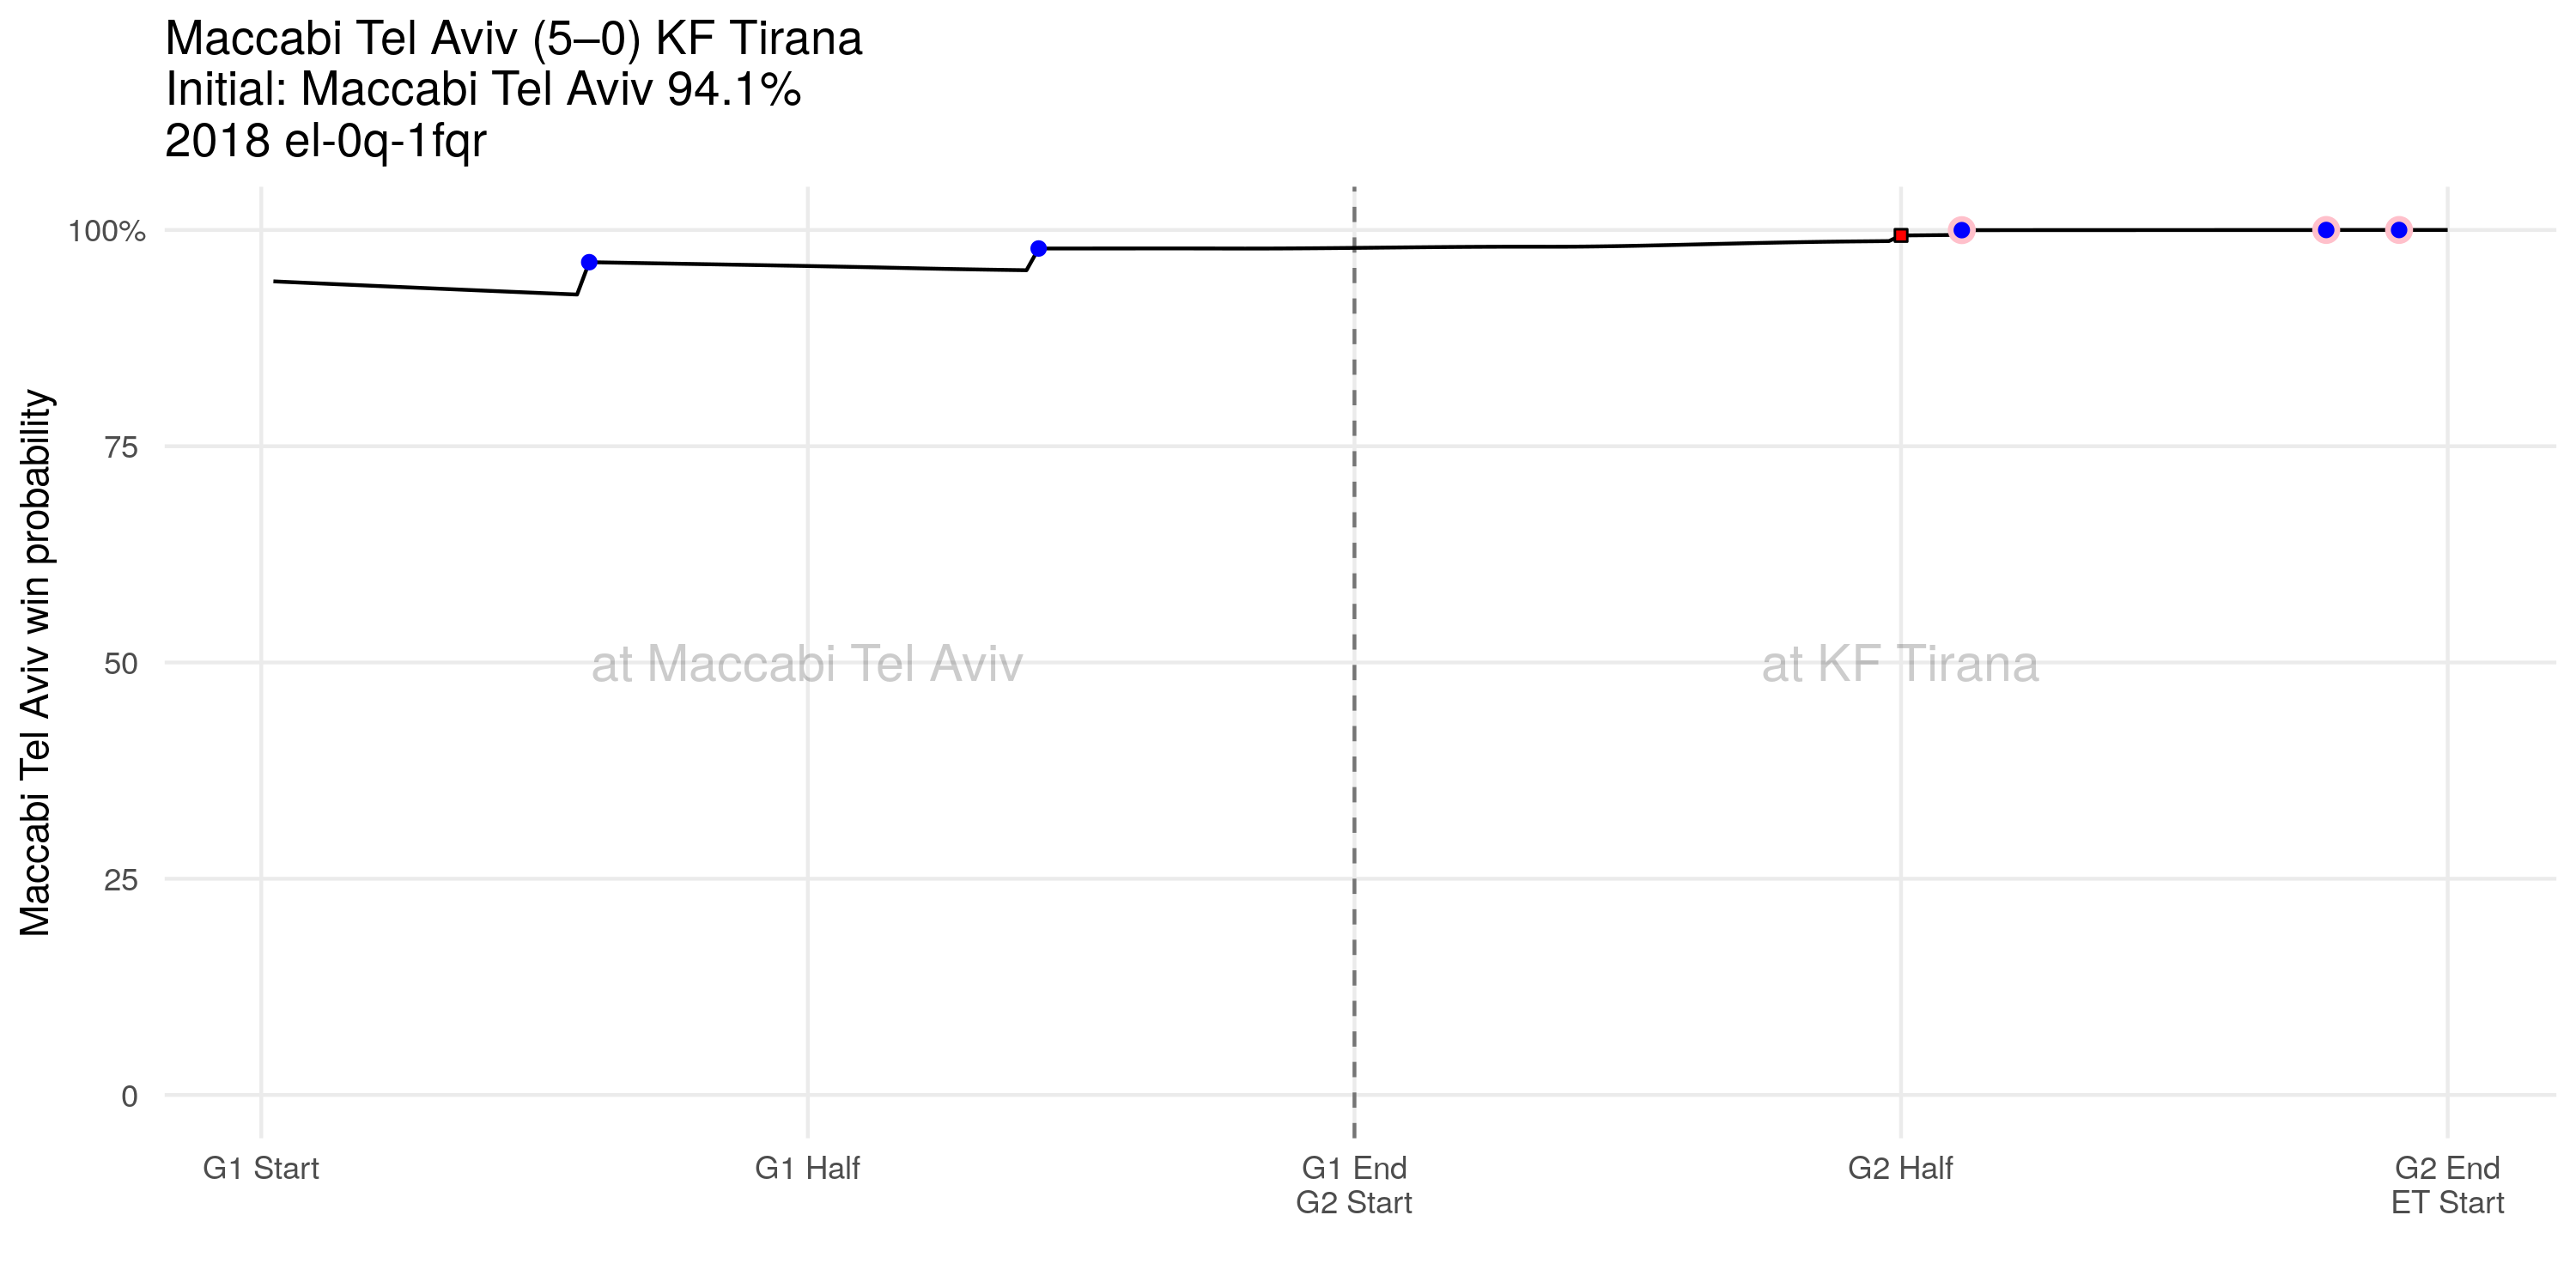 Maccabi Tel Aviv (5–0) KF Tirana
Initial: Maccabi Tel Aviv 94.1%
2018 el-0q-1fqr
Maccabi Tel Aviv win probability
100%
75
50
25
0
at Maccabi Tel Aviv
at KF Tirana
G1 Start
G1 Half
G1 End
G2 Start
G2 Half
G2 End
ET Start